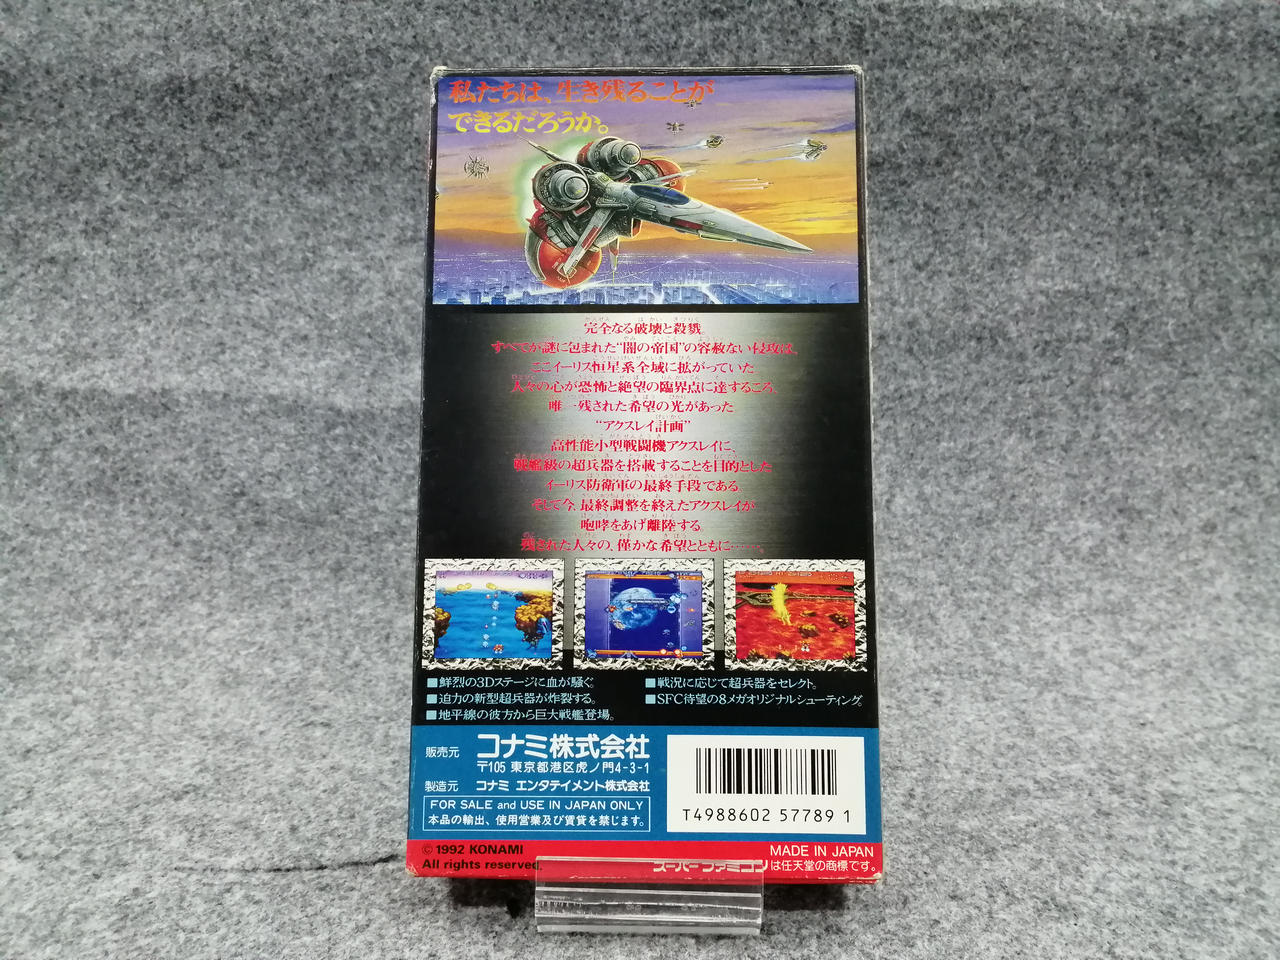 私たちは、生き残ることが
できるだろうか。
完全なる破壊と殺戮。
すべてが謎に包まれた“闇の帝国”の容赦ない侵攻は、
ここイーリス恒星系全域に拡がっていた
人々の心が恐怖と絶望の臨界点に達するころ、
唯一残された希望の光があった
“アクスレイ計画”
高性能小型戦闘機アクスレイに、
戦艦級の超兵器を搭載することを目的とした
イーリス防衛軍の最終手段である。
そして今、最終調整を終えたアクスレイが
咆哮をあげ離陸する。
残された人々の、僅かな希望とともに……。
■鮮烈の3Dステージに血が騒ぐ。
■迫力の新型超兵器が炸裂する。
■地平線の彼方から巨大戦艦登場。
■戦況に応じて超兵器をセレクト。
■SFC待望の8メガオリジナルシューティング。
販売元 コナミ株式会社
〒105 東京都港区虎ノ門4-3-1
製造元 コナミ エンタテイメント株式会社
FOR SALE and USE IN JAPAN ONLY
本品の輸出、使用営業及び賃貸を禁じます。
T4988602 57789 1
©1992 KONAMI
All rights reserved.
MADE IN JAPAN
スーパーファミコンは任天堂の商標です。